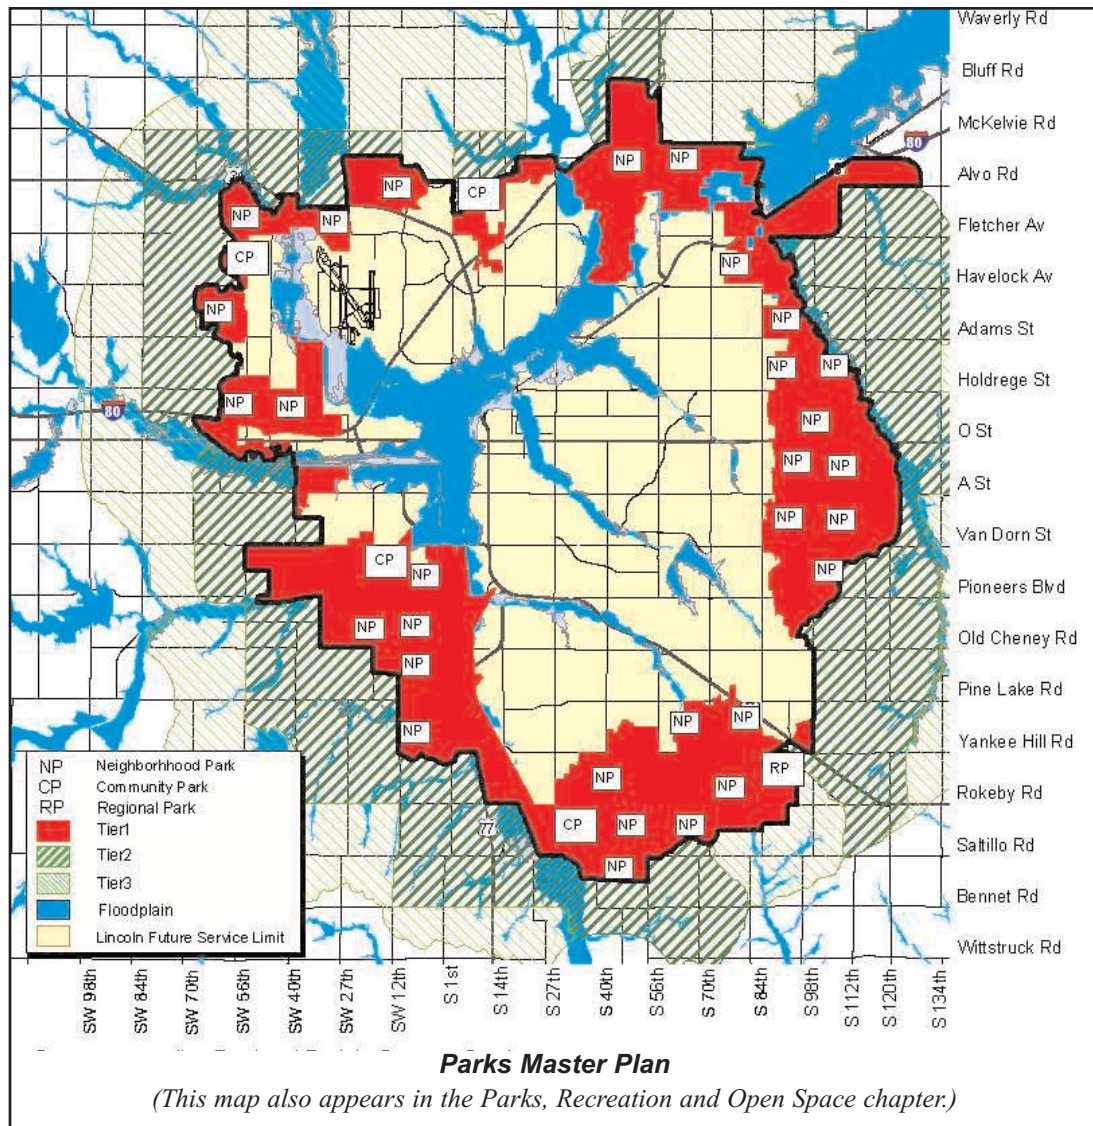 Waverly Rd
Bluff Rd
McKelvie Rd
80
Alvo Rd
NP NP
NP CP
NP NP
Fletcher Av
CP
NP
Havelock Av
NP
NP
Adams St
NP NP
Holdrege St
80
NP NP
NP
O St
NP NP
A St
NP NP
Van Dorn St
CP
NP
NP
Pioneers Blvd
NP NP
Old Cheney Rd
NP
Pine Lake Rd
NP
NP NP
Yankee Hill Rd
NP Neighborhhood Park
CP Community Park
RP Regional Park
Tier1
Tier2
Tier3
Floodplain
Lincoln Future Service Limit
RP
NP
NP
Rokeby Rd
77
CP NP NP
Saltillo Rd
NP
Bennet Rd
Wittstruck Rd
SW 98th
SW 84th
SW 70th
SW 56th
SW 40th
SW 27th
SW 12th
S 1st
S 14th
S 27th
S 40th
S 56th
S 70th
S 84th
S 98th
S 112th
S 120th
S 134th
Parks Master Plan
(This map also appears in the Parks, Recreation and Open Space chapter.)